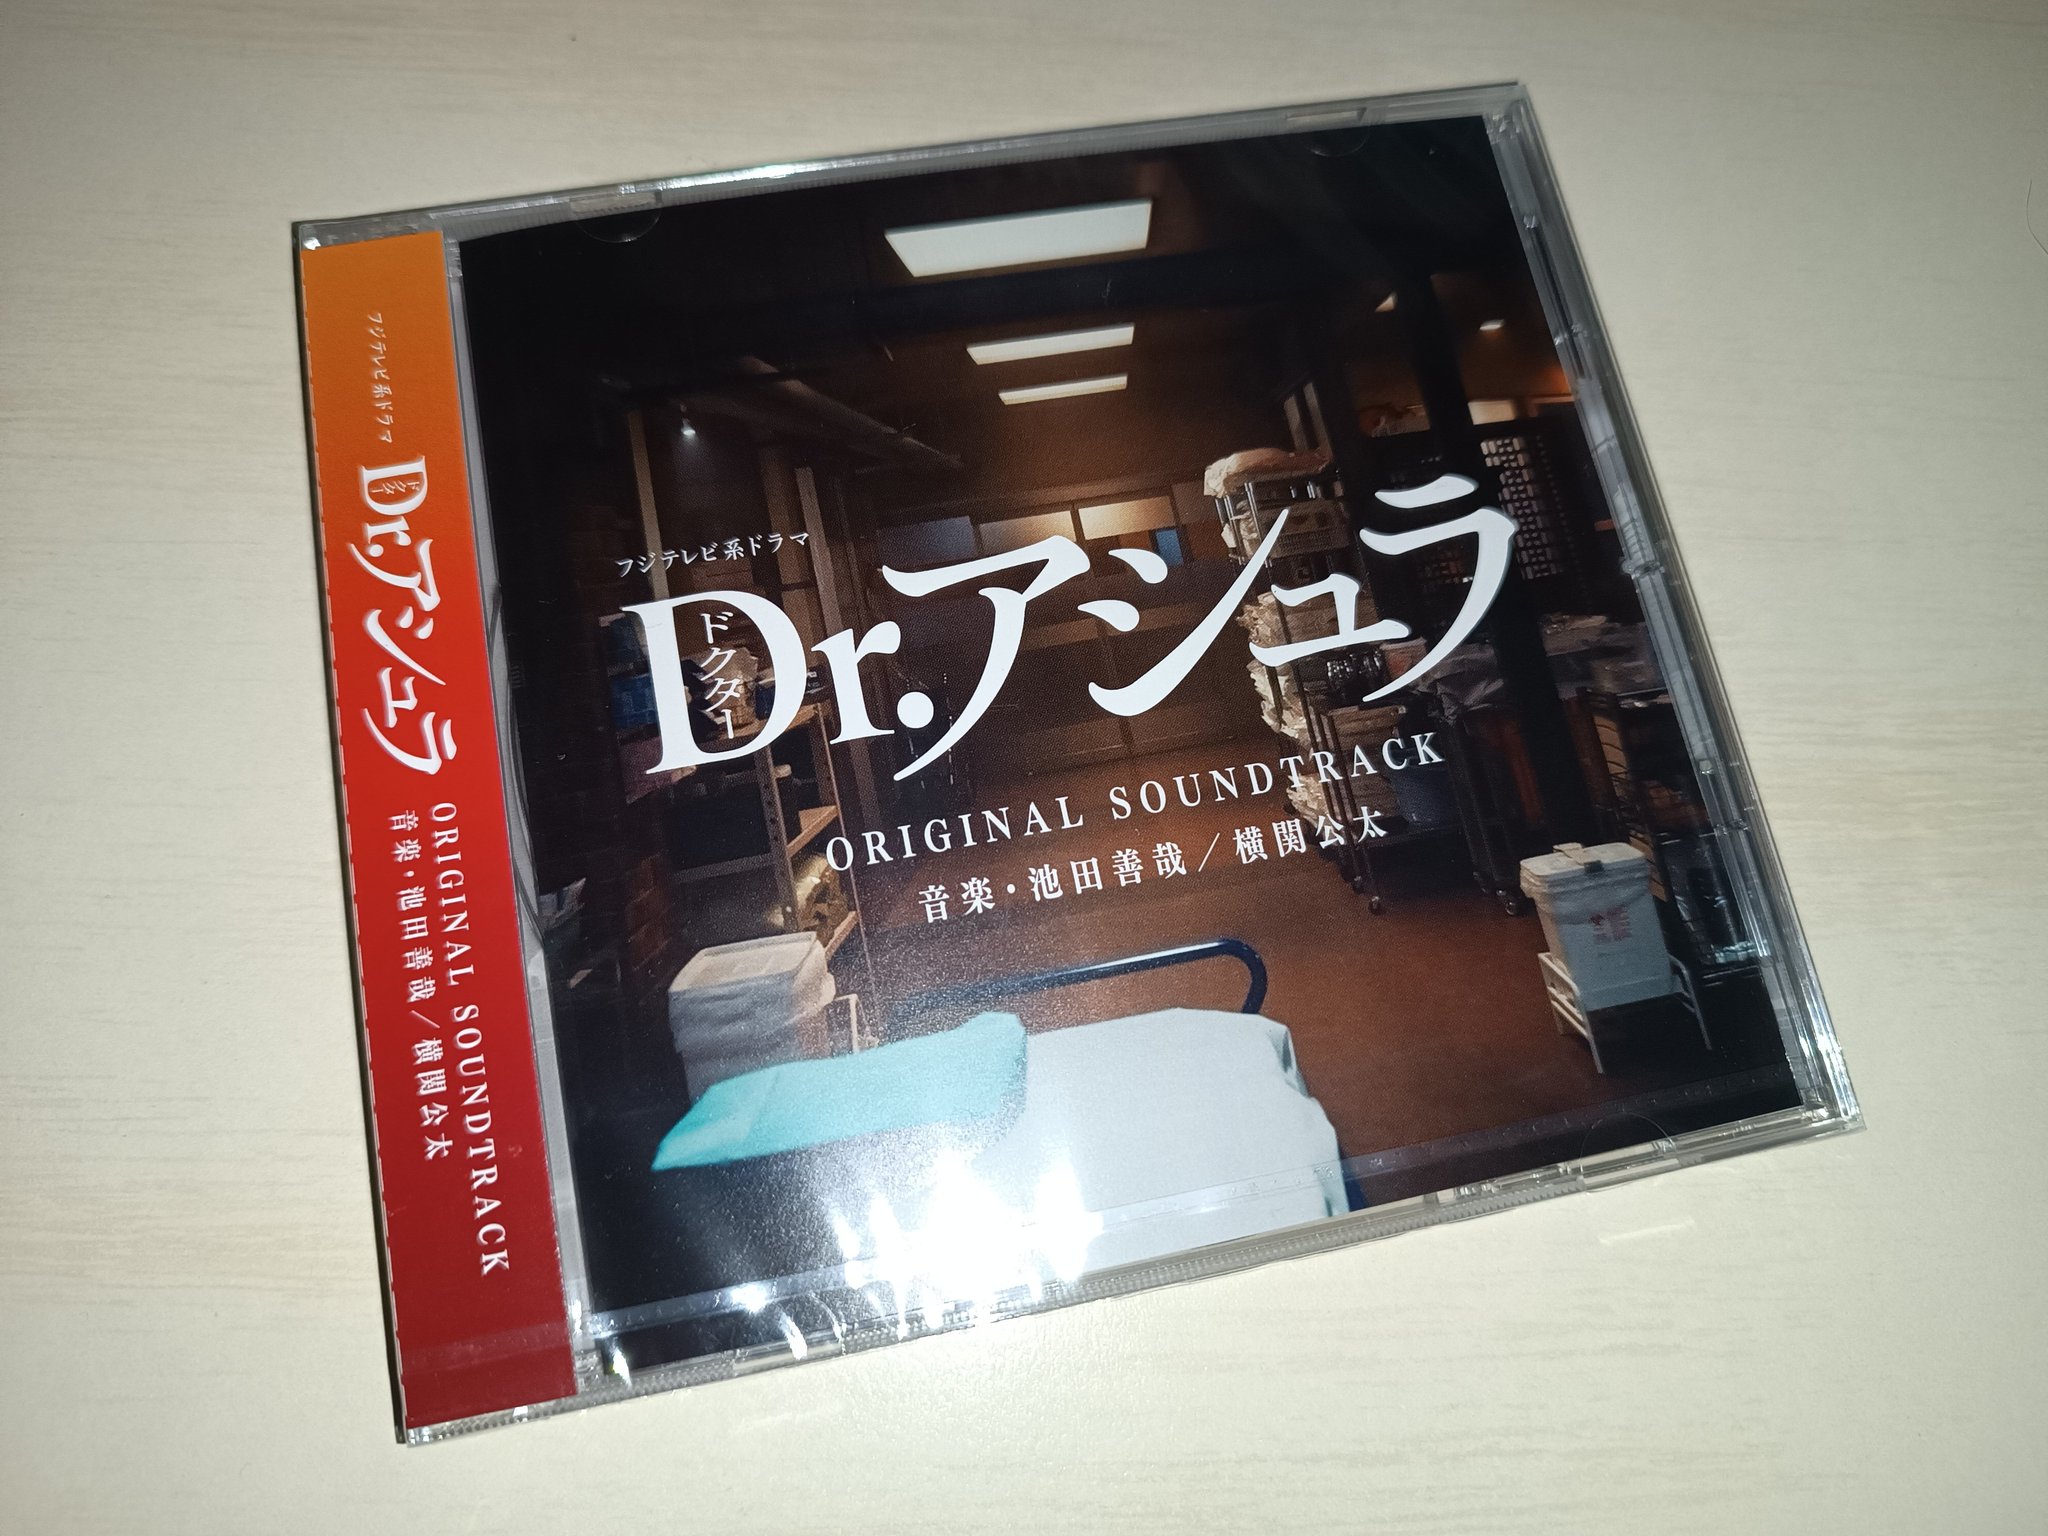 フジテレビ系ドラマ
Dr.アシュラ
ドクター
ORIGINAL SOUNDTRACK
音楽・池田善哉／横関公太
フジテレビ系ドラマ
Dr.アシュラ
ドクター
ORIGINAL SOUNDTRACK
音楽・池田善哉／横関公太